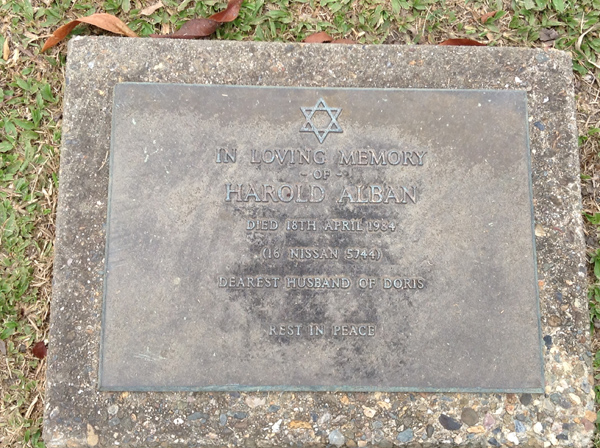 IN LOVING MEMORY
- OF -
HAROLD ALBAN
DIED 18TH APRIL 1984
(16 NISSAN 5744)
DEAREST HUSBAND OF DORIS
REST IN PEACE